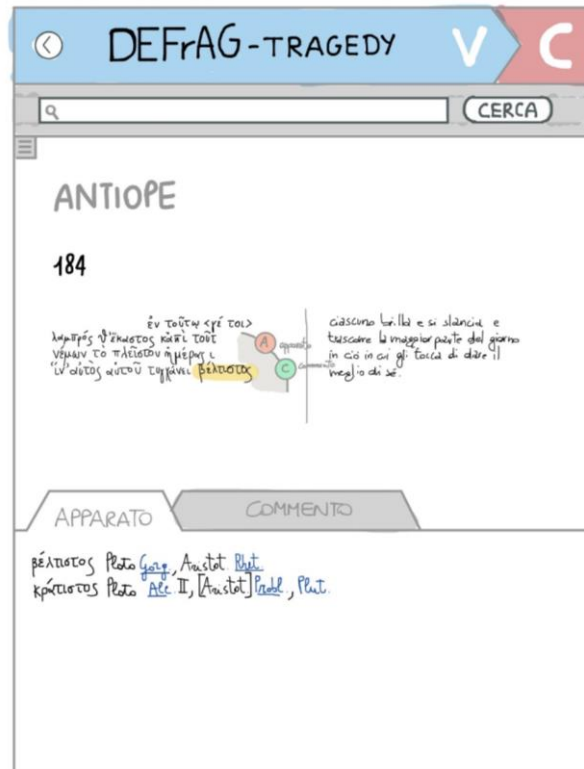 DEFrAG-TRAGEDY V C
CERCA
ANTIOPE
184
ἐν τούτῳ <γέ τοι>
λαμπρός θ' ἕκαστος κἀπὶ τοῦτ
νέμων τὸ πλεῖστον ἡμέρας
ἵν' αὐτὸς αὑτοῦ τυγχάνει βέλτιστος
A apparato
C commento
ciascuno brilla e si slancia e
trascorre la maggior parte del giorno
in ciò in cui gli tocca di dare il
meglio di sé.
APPARATO
COMMENTO
βέλτιστος Plato Gorg., Aristot. Rhet.
κράτιστος Plato Alc. II, [Aristot] Probl., Plut.